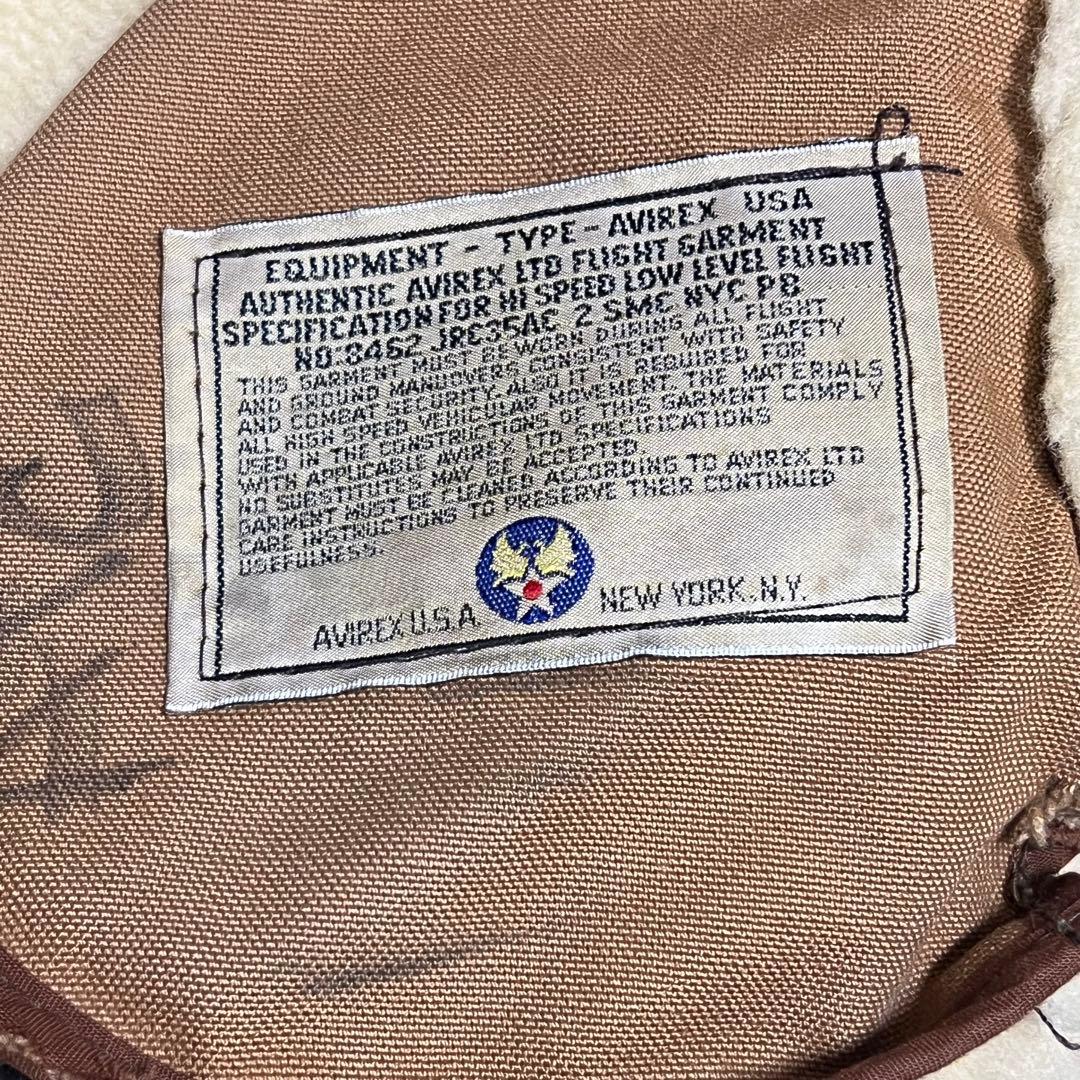 EQUIPMENT - TYPE - AVIREX USA
AUTHENTIC AVIREX LTD FLIGHT GARMENT
SPECIFICATION FOR HI SPEED LOW LEVEL FLIGHT
NO:8462 JRC35AC 2 SMC NYC PB
THIS GARMENT MUST BE WORN DURING ALL FLIGHT
AND GROUND MANUOVERS CONSISTENT WITH SAFETY
AND COMBAT SECURITY. ALSO IT IS REQUIRED FOR
ALL HIGH SPEED VEHICULAR MOVEMENT. THE MATERIALS
USED IN THE CONSTRUCTIONS OF THIS GARMENT COMPLY
WITH APPLICABLE AVIREX LTD SPECIFICATIONS
NO SUBSTITUTES MAY BE ACCEPTED
GARMENT MUST BE CLEANED ACCORDING TO AVIREX LTD
CARE INSTRUCTIONS TO PRESERVE THEIR CONTINUED
USEFULNESS.
AVIREX U.S.A. NEW YORK. N.Y.